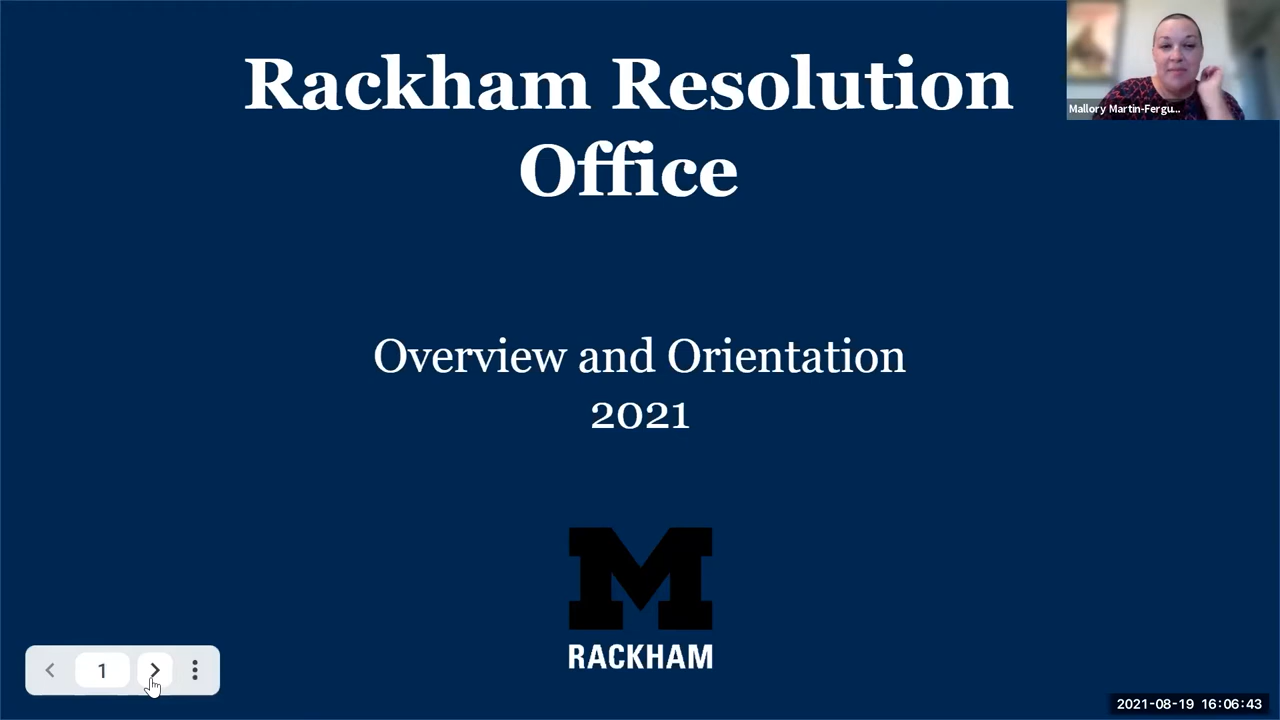 Rackham Resolution
Office
Mallory Martin-Fergu...
Overview and Orientation
2021
M
RACKHAM
1
2021-08-19 16:06:43